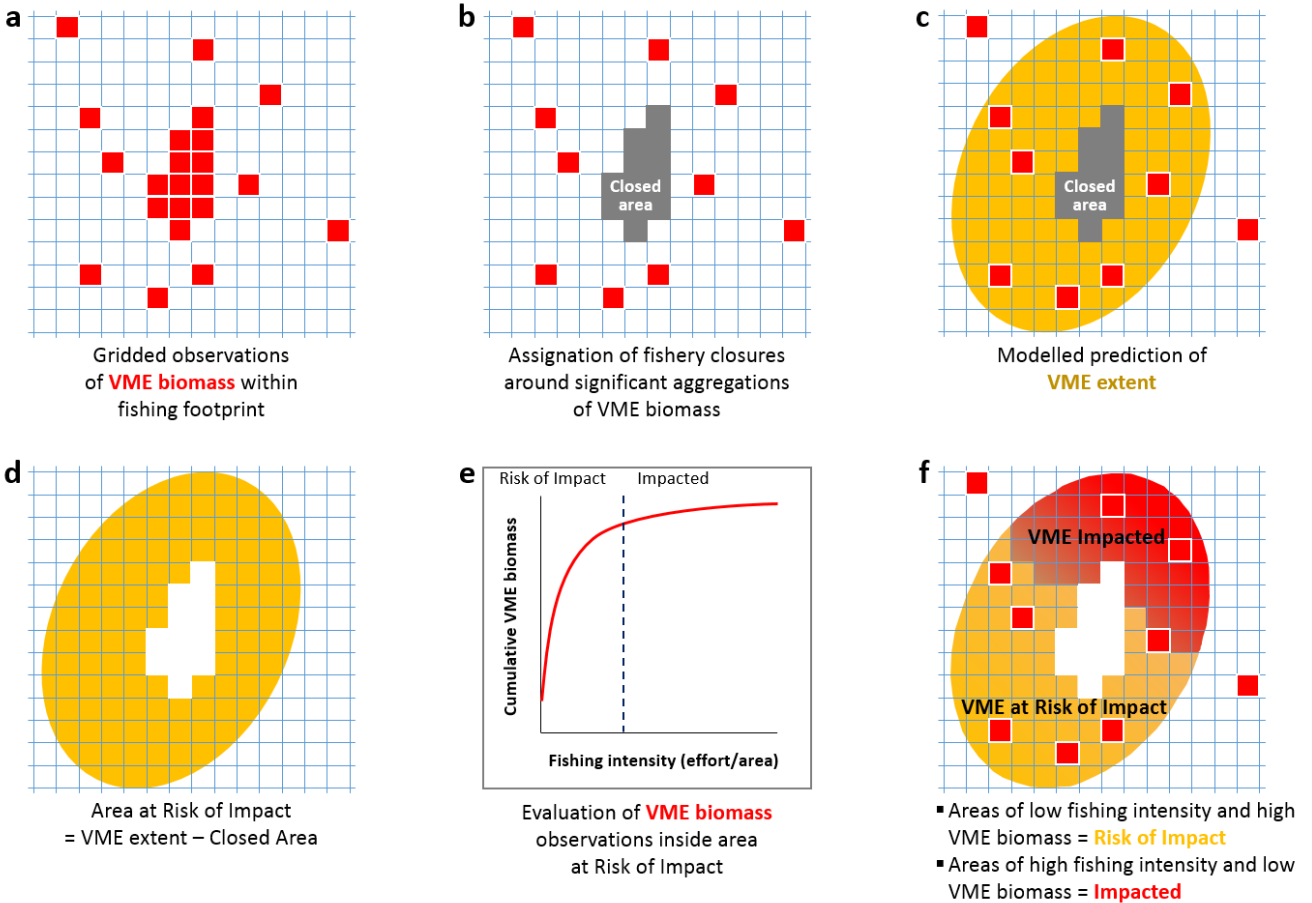 a
b
c
Closed
area
Closed
area
Gridded observations
of VME biomass within
fishing footprint
Assignation of fishery closures
around significant aggregations
of VME biomass
Modelled prediction of
VME extent
d
e
f
Risk of Impact
Impacted
Cumulative VME biomass
Fishing intensity (effort/area)
VME Impacted
VME at Risk of Impact
Area at Risk of Impact
= VME extent – Closed Area
Evaluation of VME biomass
observations inside area
at Risk of Impact
▪ Areas of low fishing intensity and high
VME biomass = Risk of Impact
▪ Areas of high fishing intensity and low
VME biomass = Impacted